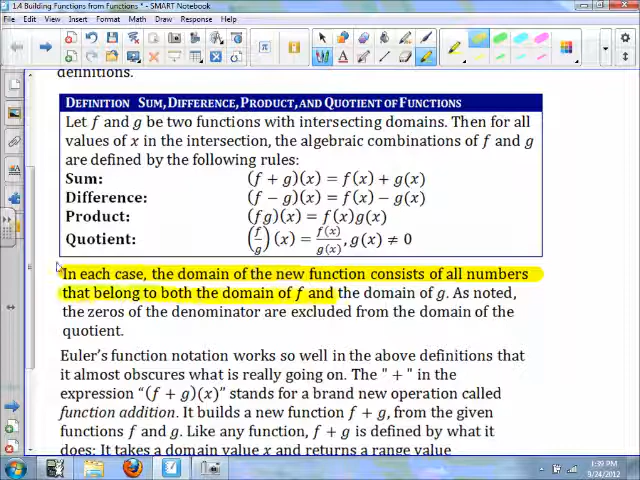 1.4 Building Functions from Functions * - SMART Notebook
File Edit View Insert Format Math Draw Response Help
definitions.
DEFINITION SUM, DIFFERENCE, PRODUCT, AND QUOTIENT OF FUNCTIONS
Let f and g be two functions with intersecting domains. Then for all
values of x in the intersection, the algebraic combinations of f and g
are defined by the following rules:
Sum: (f + g)(x) = f(x) + g(x)
Difference: (f − g)(x) = f(x) − g(x)
Product: (fg)(x) = f(x)g(x)
Quotient: (f/g)(x) = f(x)/g(x), g(x) ≠ 0
In each case, the domain of the new function consists of all numbers
that belong to both the domain of f and the domain of g. As noted,
the zeros of the denominator are excluded from the domain of the
quotient.
Euler's function notation works so well in the above definitions that
it almost obscures what is really going on. The " + " in the
expression “(f + g)(x)” stands for a brand new operation called
function addition. It builds a new function f + g, from the given
functions f and g. Like any function, f + g is defined by what it
does: It takes a domain value x and returns a range value
1:39 PM
9/24/2012